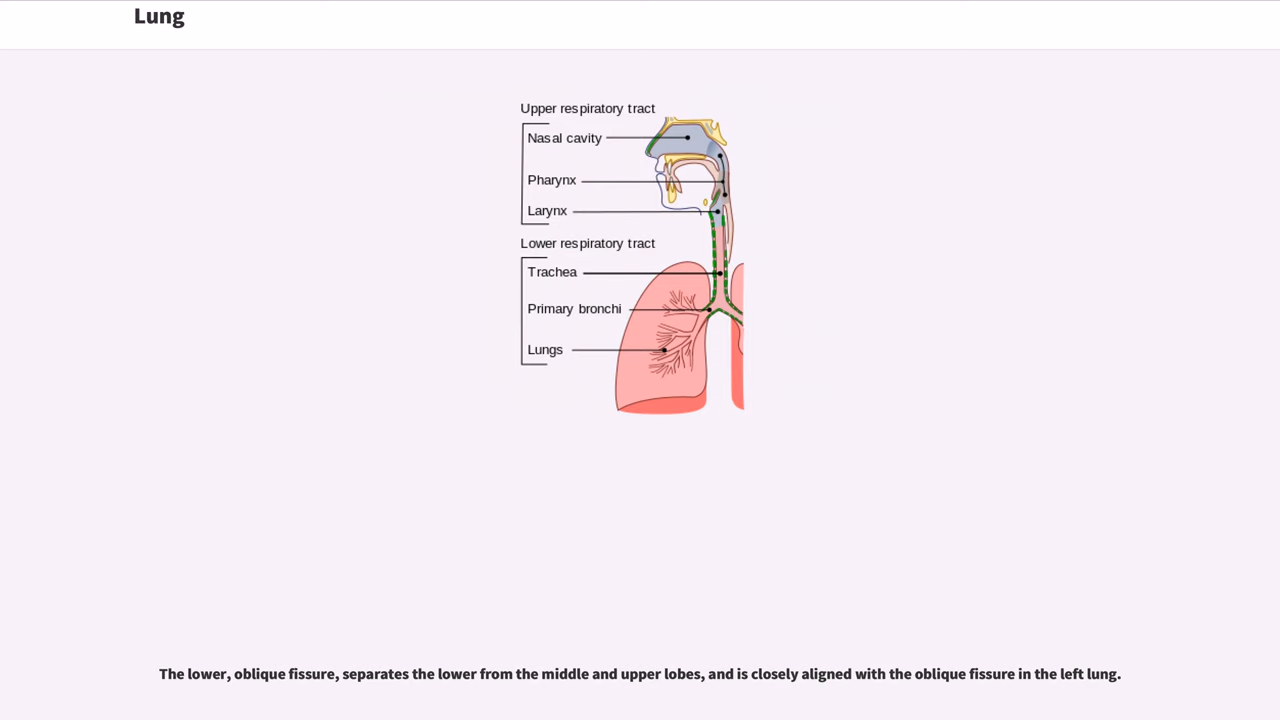 Lung
Upper respiratory tract
Nasal cavity
Pharynx
Larynx
Lower respiratory tract
Trachea
Primary bronchi
Lungs
The lower, oblique fissure, separates the lower from the middle and upper lobes, and is closely aligned with the oblique fissure in the left lung.